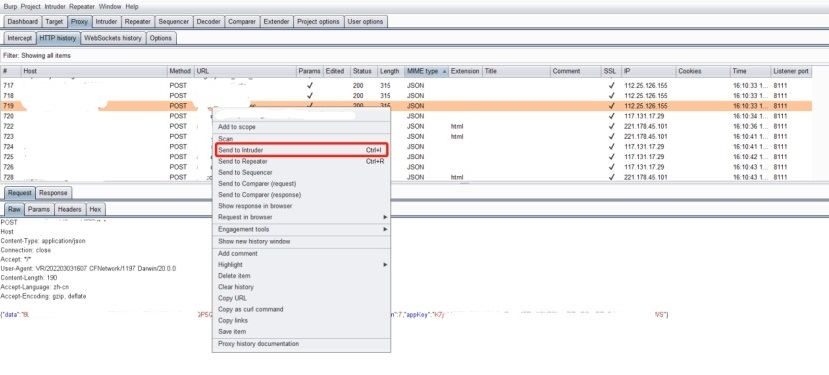 Burp Project Intruder Repeater Window Help
Dashboard Target Proxy Intruder Repeater Sequencer Decoder Comparer Extender Project options User options
Intercept HTTP history WebSockets history Options
Filter: Showing all items
# Host Method URL Params Edited Status Length MIME type Extension Title Comment SSL IP Cookies Time Listener port
717 POST ✓ 200 315 JSON ✓ 112.25.126.155 16:10:33 1... 8111
718 POST ✓ 200 315 JSON ✓ 112.25.126.155 16:10:33 1... 8111
719 POST ✓ 200 315 JSON ✓ 112.25.126.155 16:10:33 1... 8111
720 POST JSON ✓ 117.131.17.29 16:10:34 1... 8111
722 POST JSON html ✓ 221.178.45.101 16:10:36 1... 8111
723 POST JSON html ✓ 221.178.45.101 16:10:41 1... 8111
724 POST JSON ✓ 117.131.17.29 16:10:41 1... 8111
725 POST JSON ✓ 117.131.17.29 16:10:42 1... 8111
726 POST JSON ✓ 117.131.17.29 16:10:43 1... 8111
728 POST JSON html ✓ 221.178.45.101 16:10:43 1... 8111
Add to scope
Scan
Send to Intruder Ctrl+I
Send to Repeater Ctrl+R
Send to Sequencer
Send to Comparer (request)
Send to Comparer (response)
Show response in browser
Request in browser
Engagement tools
Show new history window
Add comment
Highlight
Delete item
Clear history
Copy URL
Copy as curl command
Copy links
Save item
Proxy history documentation
Request Response
Raw Params Headers Hex
POST
Host
Content-Type: application/json
Connection: close
Accept: */*
User-Agent: VR/202203031607 CFNetwork/1197 Darwin/20.0.0
Content-Length: 190
Accept-Language: zh-cn
Accept-Encoding: gzip, deflate
{"data":"8 on":7,"appKey":"K7